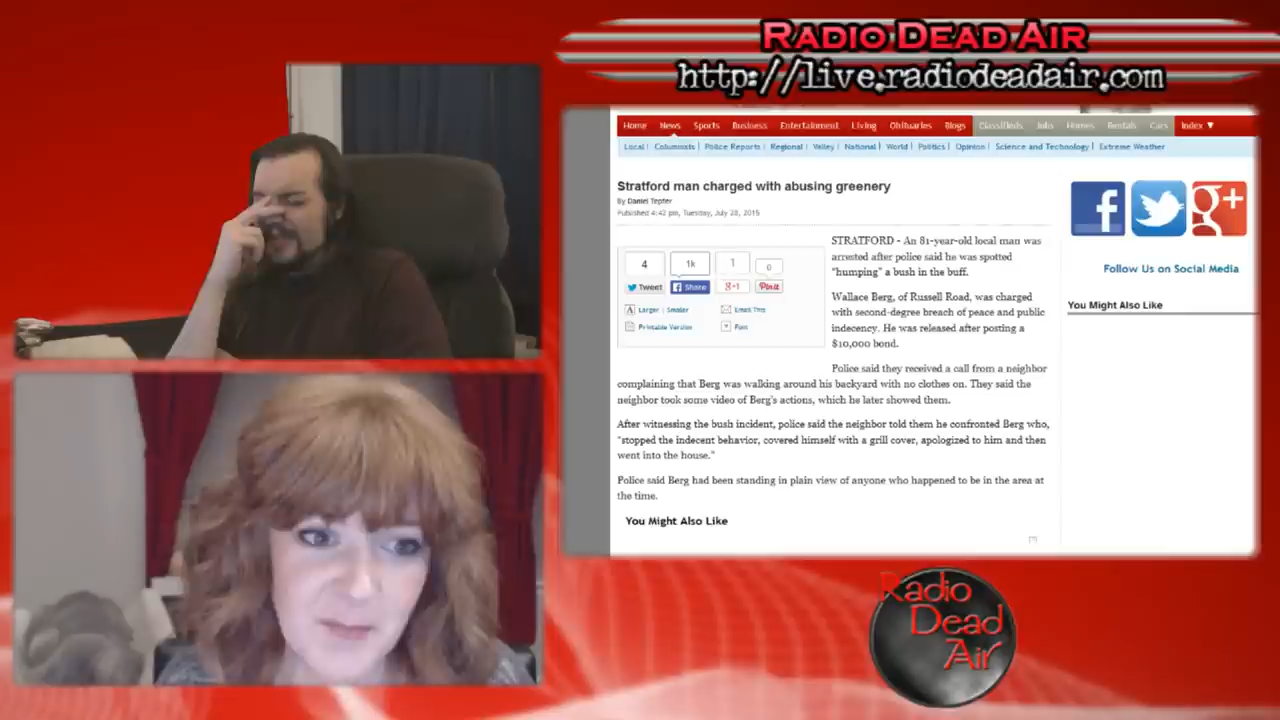 Radio Dead Air
http://live.radiodeadair.com
Home News Sports Business Entertainment Living Obituaries Blogs Classifieds Jobs Homes Rentals Cars Index ▼
Local | Columnists | Police Reports | Regional | Valley | National | World | Politics | Opinion | Science and Technology | Extreme Weather
Stratford man charged with abusing greenery
By Daniel Tepfer
Published 4:42 pm, Tuesday, July 28, 2015
4 1k 1 0
Tweet Share g+1 Pin it
Larger | Smaller Email This
Printable Version Font
STRATFORD - An 81-year-old local man was
arrested after police said he was spotted
"humping" a bush in the buff.
Wallace Berg, of Russell Road, was charged
with second-degree breach of peace and public
indecency. He was released after posting a
$10,000 bond.
Police said they received a call from a neighbor
complaining that Berg was walking around his backyard with no clothes on. They said the
neighbor took some video of Berg's actions, which he later showed them.
After witnessing the bush incident, police said the neighbor told them he confronted Berg who,
"stopped the indecent behavior, covered himself with a grill cover, apologized to him and then
went into the house."
Police said Berg had been standing in plain view of anyone who happened to be in the area at
the time.
You Might Also Like
f g+
Follow Us on Social Media
You Might Also Like
Radio
Dead
Air